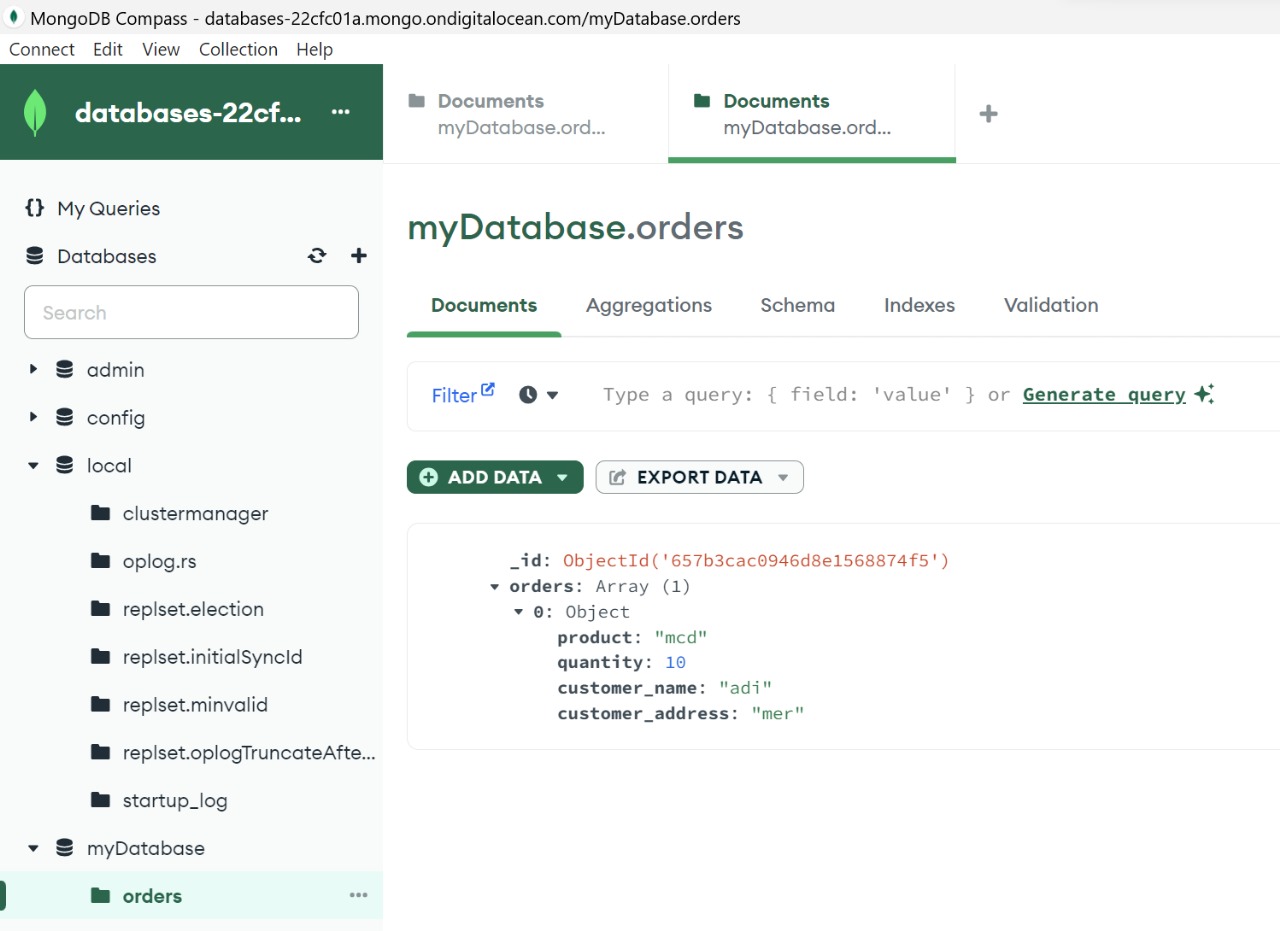 MongoDB Compass - databases-22cfc01a.mongo.ondigitalocean.com/myDatabase.orders
Connect Edit View Collection Help
databases-22cf...
Documents
myDatabase.ord...
Documents
myDatabase.ord...
My Queries
Databases
Search
admin
config
local
clustermanager
oplog.rs
replset.election
replset.initialSyncId
replset.minvalid
replset.oplogTruncateAfte...
startup_log
myDatabase
orders
myDatabase.orders
Documents Aggregations Schema Indexes Validation
Filter Type a query: { field: 'value' } or Generate query
ADD DATA EXPORT DATA
_id: ObjectId('657b3cac0946d8e1568874f5')
orders: Array (1)
0: Object
product: "mcd"
quantity: 10
customer_name: "adi"
customer_address: "mer"